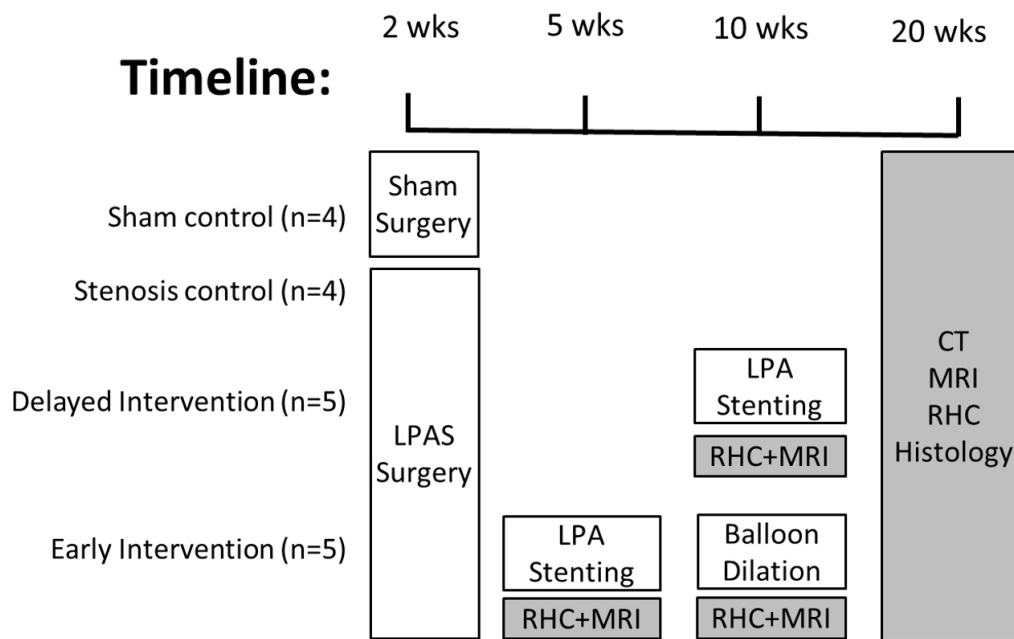 2 wks 5 wks 10 wks 20 wks
Timeline:
Sham
Surgery
Sham control (n=4)
Stenosis control (n=4)
Delayed Intervention (n=5)
Early Intervention (n=5)
LPAS
Surgery
LPA
Stenting
RHC+MRI
LPA
Stenting
RHC+MRI
Balloon
Dilation
RHC+MRI
CT
MRI
RHC
Histology